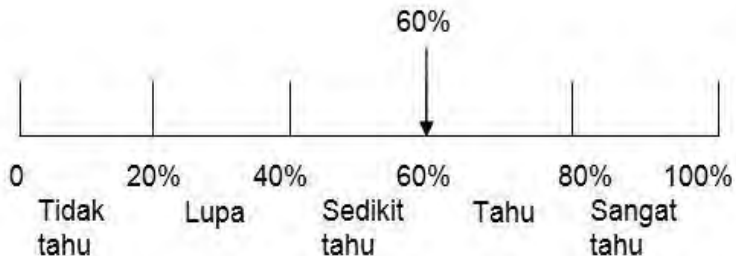 60%
0 20% 40% 60% 80% 100%
Tidak Lupa Sedikit Tahu Sangat
tahu tahu tahu